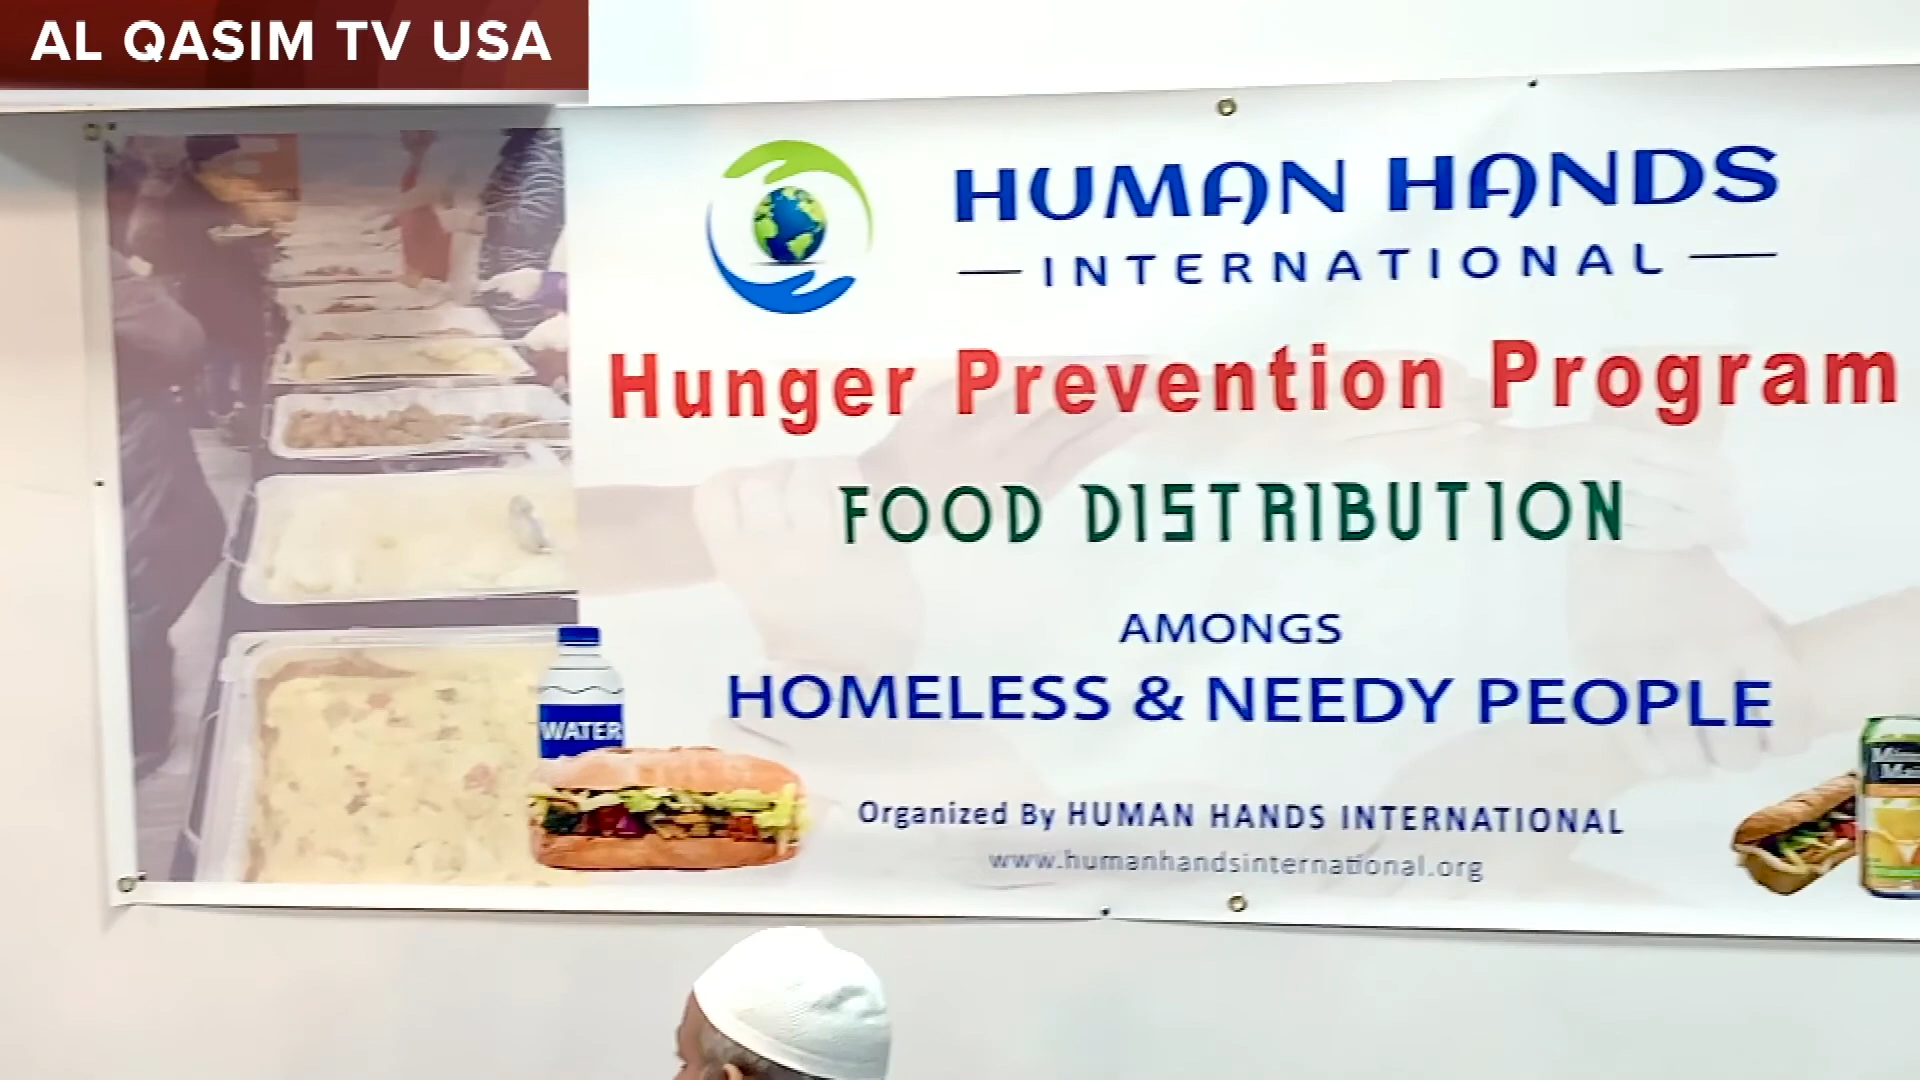 AL QASIM TV USA
HUMAN HANDS
INTERNATIONAL
Hunger Prevention Program
FOOD DISTRIBUTION
AMONGS
HOMELESS & NEEDY PEOPLE
WATER
Organized By HUMAN HANDS INTERNATIONAL
www.humanhandsinternational.org